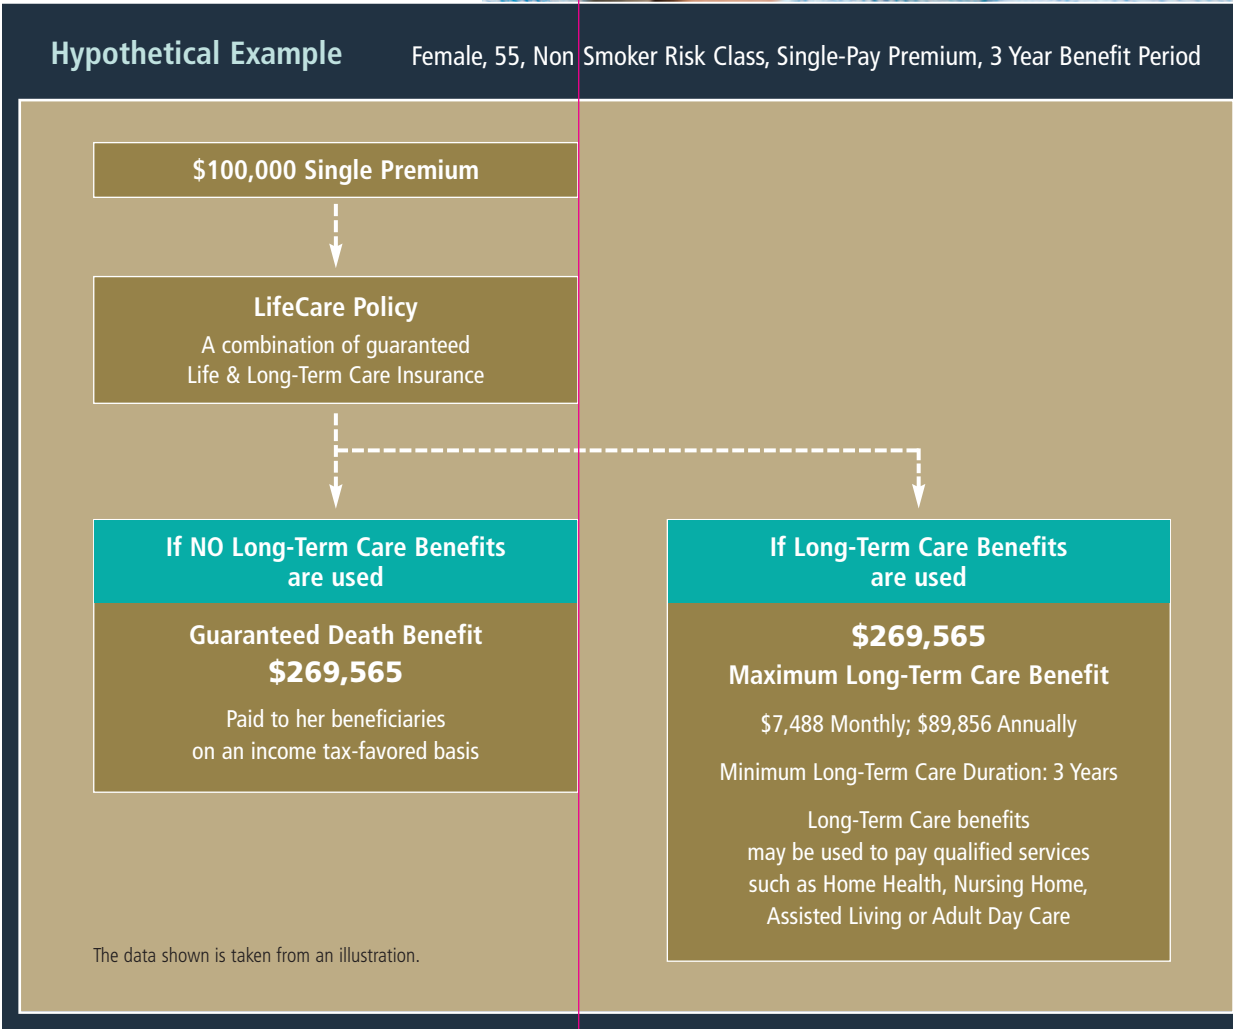 Hypothetical Example
Female, 55, Non Smoker Risk Class, Single-Pay Premium, 3 Year Benefit Period
$100,000 Single Premium
LifeCare Policy
A combination of guaranteed
Life & Long-Term Care Insurance
If NO Long-Term Care Benefits
are used
Guaranteed Death Benefit
$269,565
Paid to her beneficiaries
on an income tax-favored basis
If Long-Term Care Benefits
are used
$269,565
Maximum Long-Term Care Benefit
$7,488 Monthly; $89,856 Annually
Minimum Long-Term Care Duration: 3 Years
Long-Term Care benefits
may be used to pay qualified services
such as Home Health, Nursing Home,
Assisted Living or Adult Day Care
The data shown is taken from an illustration.